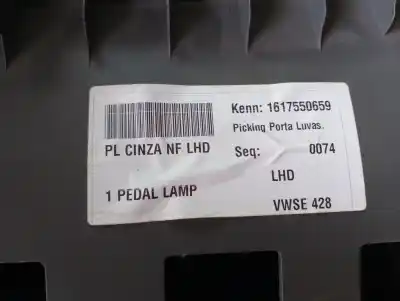 Kenn: 1617550659
Picking Porta Luvas.
PL CINZA NF LHD
Seq: 0074
LHD
1 PEDAL LAMP
VWSE 428